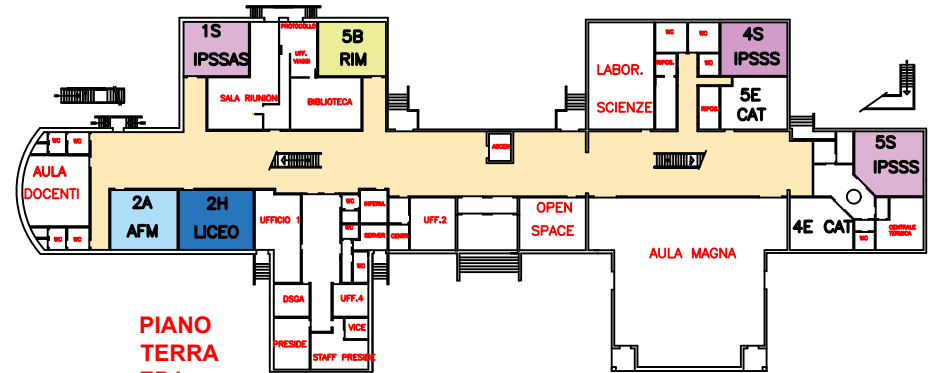 PROTOCOLLO
1S
IPSSAS
UFF.
VIAGGI
5B
RIM
SALA RIUNIONI
BIBLIOTECA
LABOR.
SCIENZE
WC
WC
RIPOS.
WC
4S
IPSSS
RIPOS.
5E
CAT
WC
WC
AULA
DOCENTI
WC
WC
ASCEN
5S
IPSSS
2A
AFM
2H
LICEO
UFFICIO 1
WC
INFERM.
WC
SERVER
CENTR
UFF.2
OPEN
SPACE
AULA MAGNA
4E CAT
WC
CENTRALE
TERMICA
WC
DSGA
UFF.4
VICE
PRESIDE
STAFF PRESIDE
PIANO
TERRA